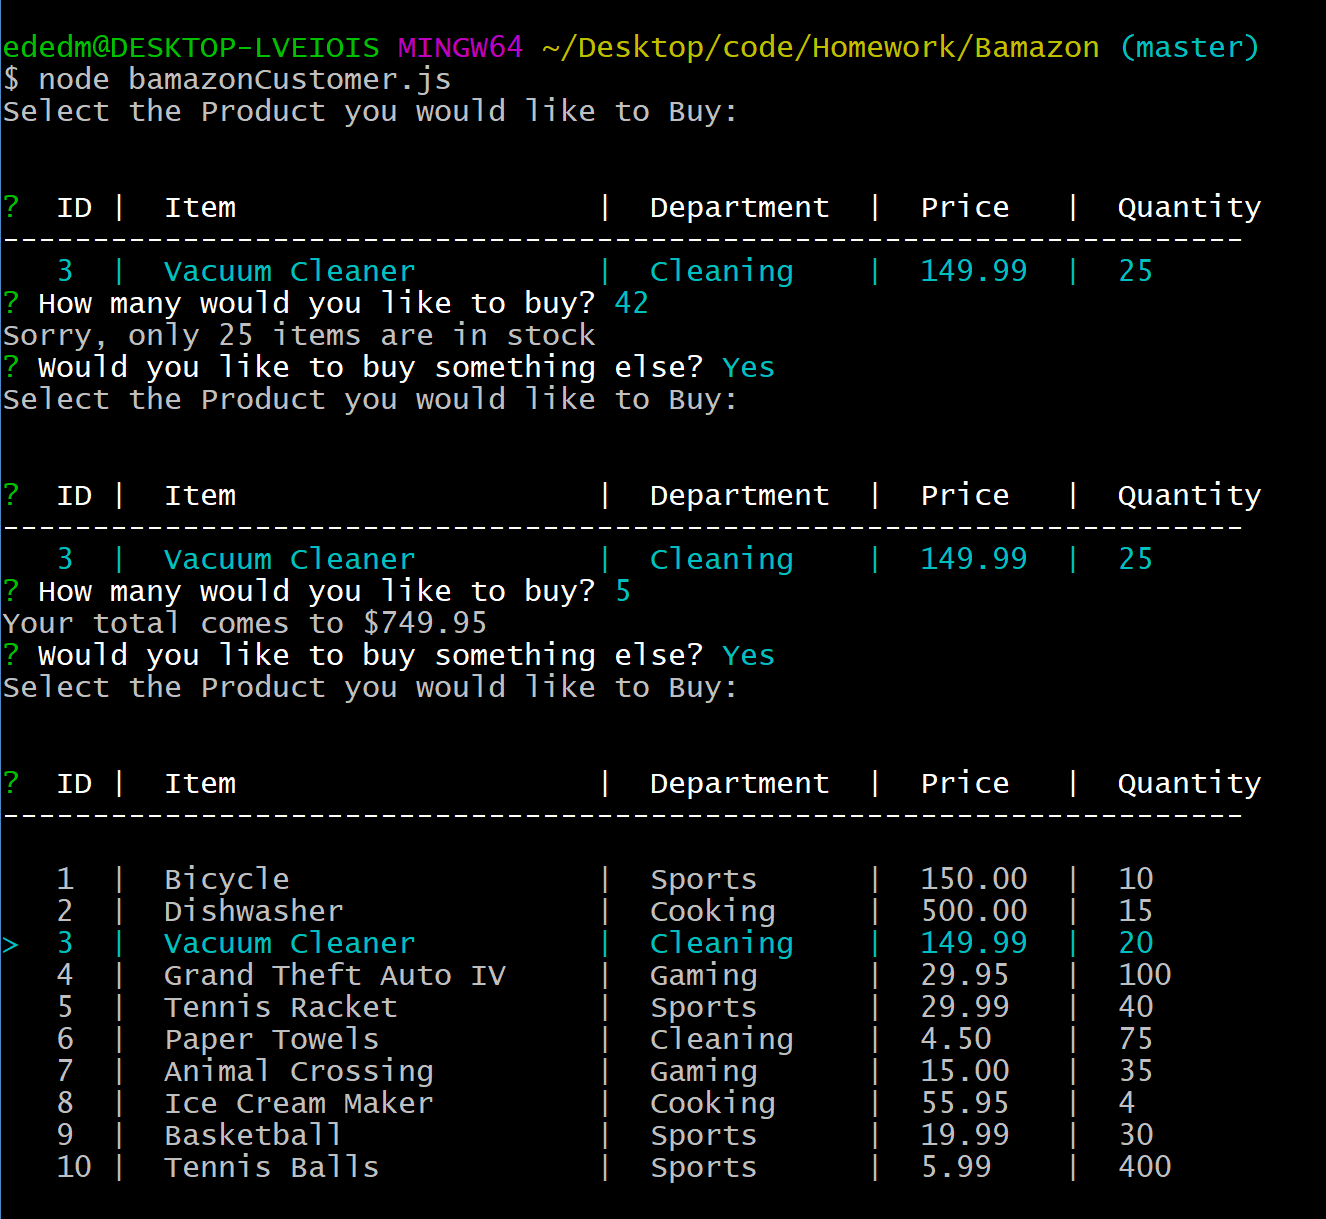 ededm@DESKTOP-LVEIOIS MINGW64 ~/Desktop/code/Homework/Bamazon (master)
$ node bamazonCustomer.js
Select the Product you would like to Buy:
?  ID |  Item                    |  Department  |  Price   |  Quantity
---------------------------------------------------------------------
   3  |  Vacuum Cleaner          |  Cleaning    |  149.99  |  25
? How many would you like to buy? 42
Sorry, only 25 items are in stock
? Would you like to buy something else? Yes
Select the Product you would like to Buy:
?  ID |  Item                    |  Department  |  Price   |  Quantity
---------------------------------------------------------------------
   3  |  Vacuum Cleaner          |  Cleaning    |  149.99  |  25
? How many would you like to buy? 5
Your total comes to $749.95
? Would you like to buy something else? Yes
Select the Product you would like to Buy:
?  ID |  Item                    |  Department  |  Price   |  Quantity
---------------------------------------------------------------------
   1  |  Bicycle                 |  Sports      |  150.00  |  10
   2  |  Dishwasher              |  Cooking     |  500.00  |  15
>  3  |  Vacuum Cleaner          |  Cleaning    |  149.99  |  20
   4  |  Grand Theft Auto IV     |  Gaming      |  29.95   |  100
   5  |  Tennis Racket           |  Sports      |  29.99   |  40
   6  |  Paper Towels            |  Cleaning    |  4.50    |  75
   7  |  Animal Crossing         |  Gaming      |  15.00   |  35
   8  |  Ice Cream Maker         |  Cooking     |  55.95   |  4
   9  |  Basketball              |  Sports      |  19.99   |  30
   10 |  Tennis Balls            |  Sports      |  5.99    |  400